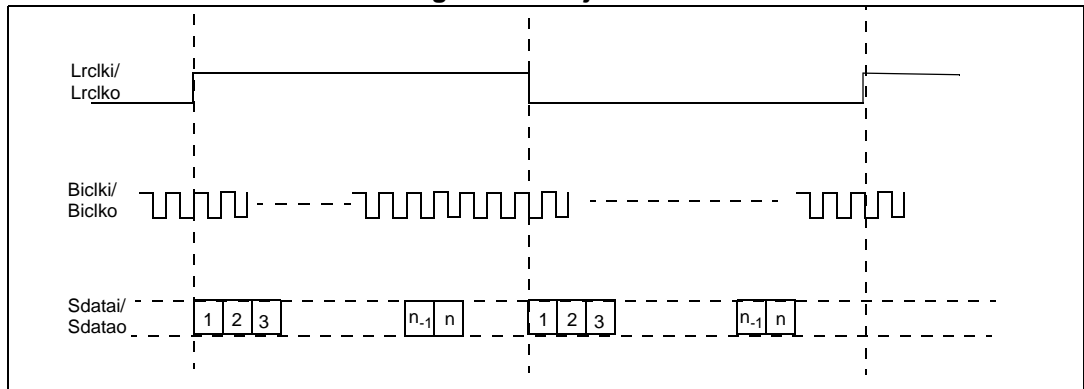 Lrclki/
Lrclko
Biclki/
Biclko
Sdatai/
Sdatao
1 2 3 n-1 n 1 2 3 n-1 n